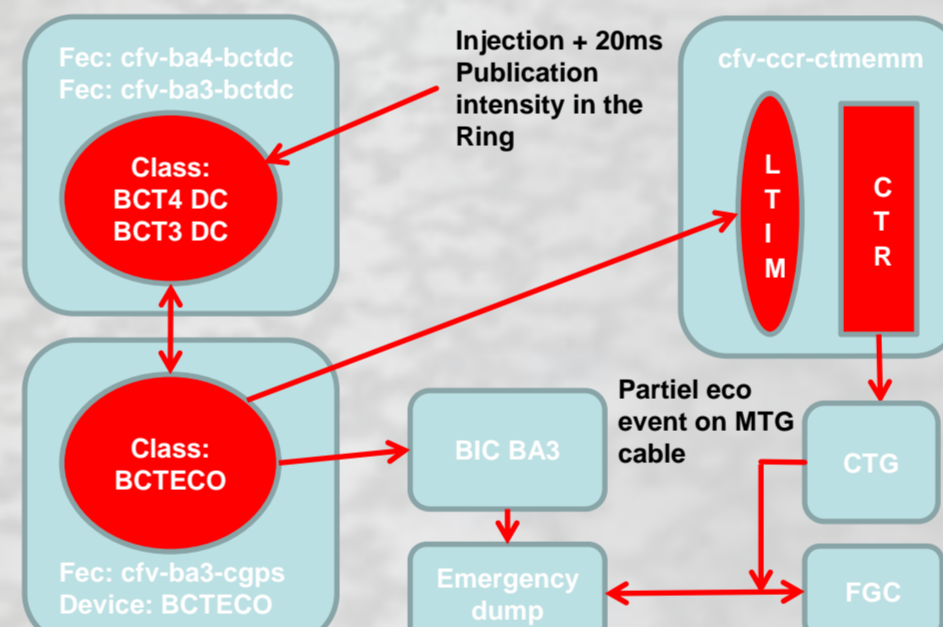 Fec: cfv-ba4-bctdc
Fec: cfv-ba3-bctdc
Class:
BCT4 DC
BCT3 DC
Injection + 20ms
Publication
intensity in the
Ring
cfv-ccr-ctmemm
L
T
I
M
C
T
R
Class:
BCTECO
Fec: cfv-ba3-cgps
Device: BCTECO
BIC BA3
Partiel eco
event on MTG
cable
CTG
Emergency
dump
FGC